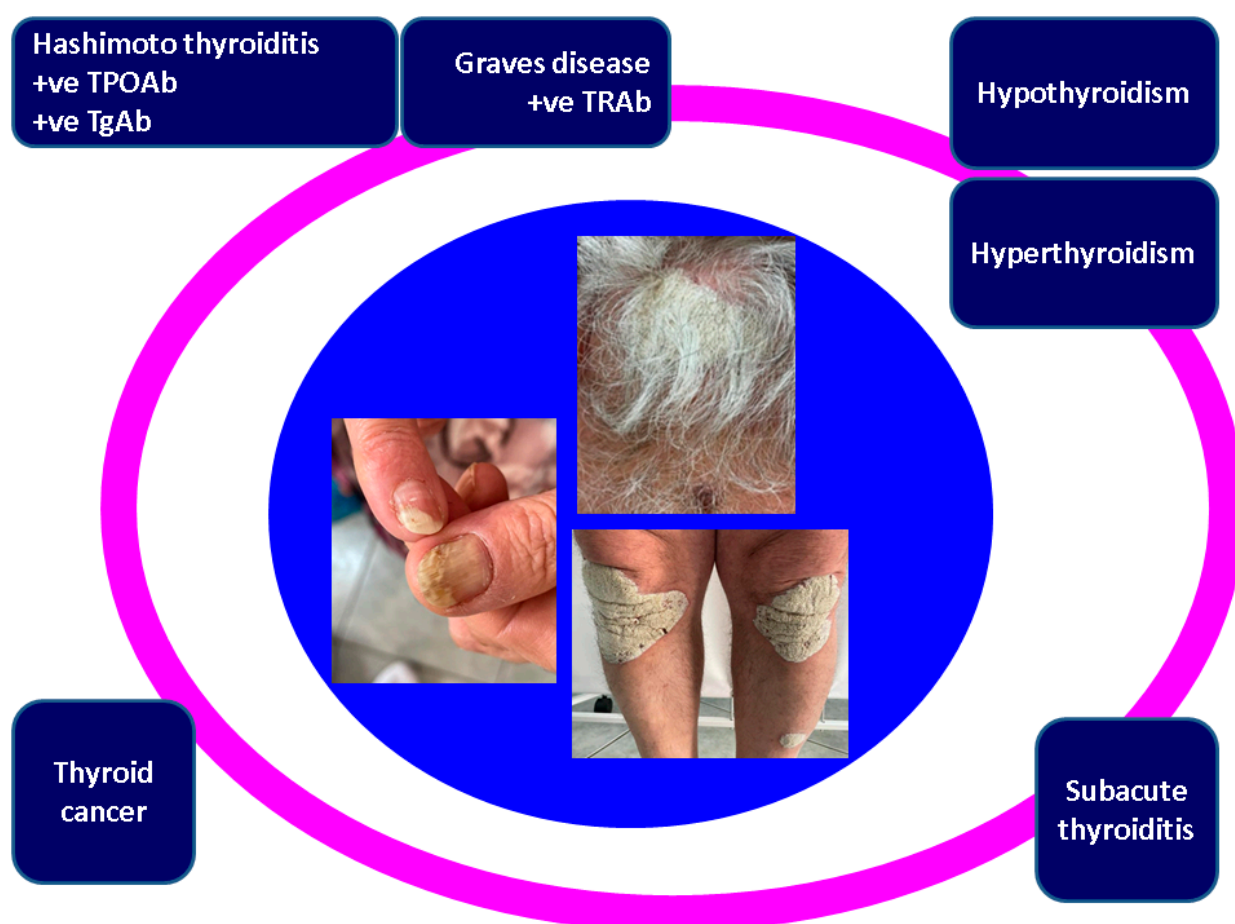 Hashimoto thyroiditis
+ve TPOAb
+ve TgAb
Graves disease
+ve TRAb
Hypothyroidism
Hyperthyroidism
Thyroid
cancer
Subacute
thyroiditis